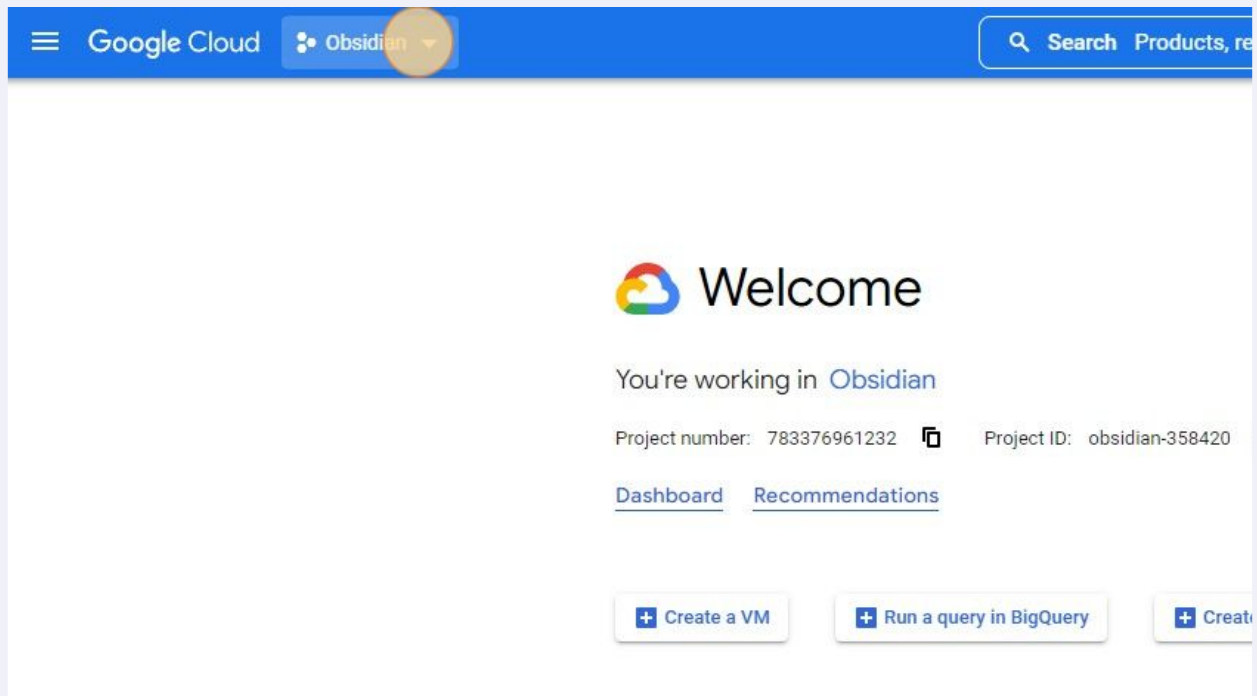 Google Cloud Obsidian Search Products, re
Welcome
You're working in Obsidian
Project number: 783376961232 Project ID: obsidian-358420
Dashboard Recommendations
Create a VM Run a query in BigQuery Create